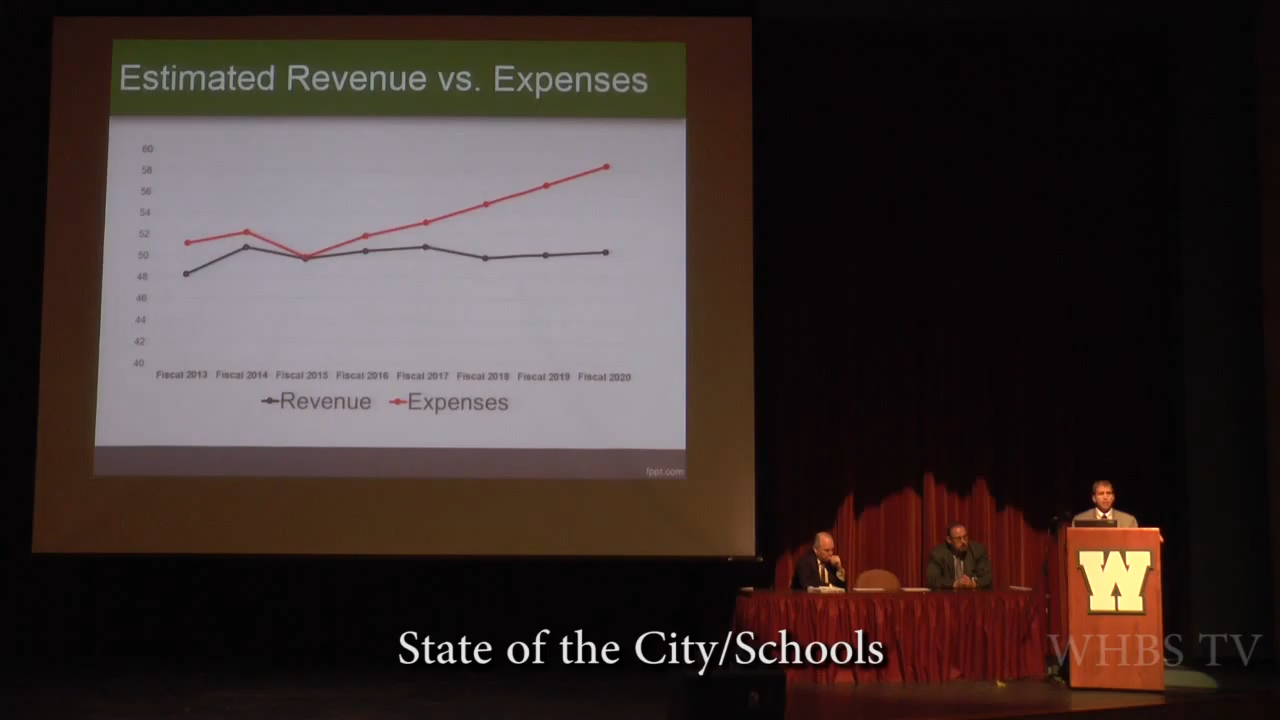 Estimated Revenue vs. Expenses
60
58
56
54
52
50
48
46
44
42
40
Fiscal 2013 Fiscal 2014 Fiscal 2015 Fiscal 2016 Fiscal 2017 Fiscal 2018 Fiscal 2019 Fiscal 2020
Revenue Expenses
fppt.com
W
State of the City/Schools
WHBS TV